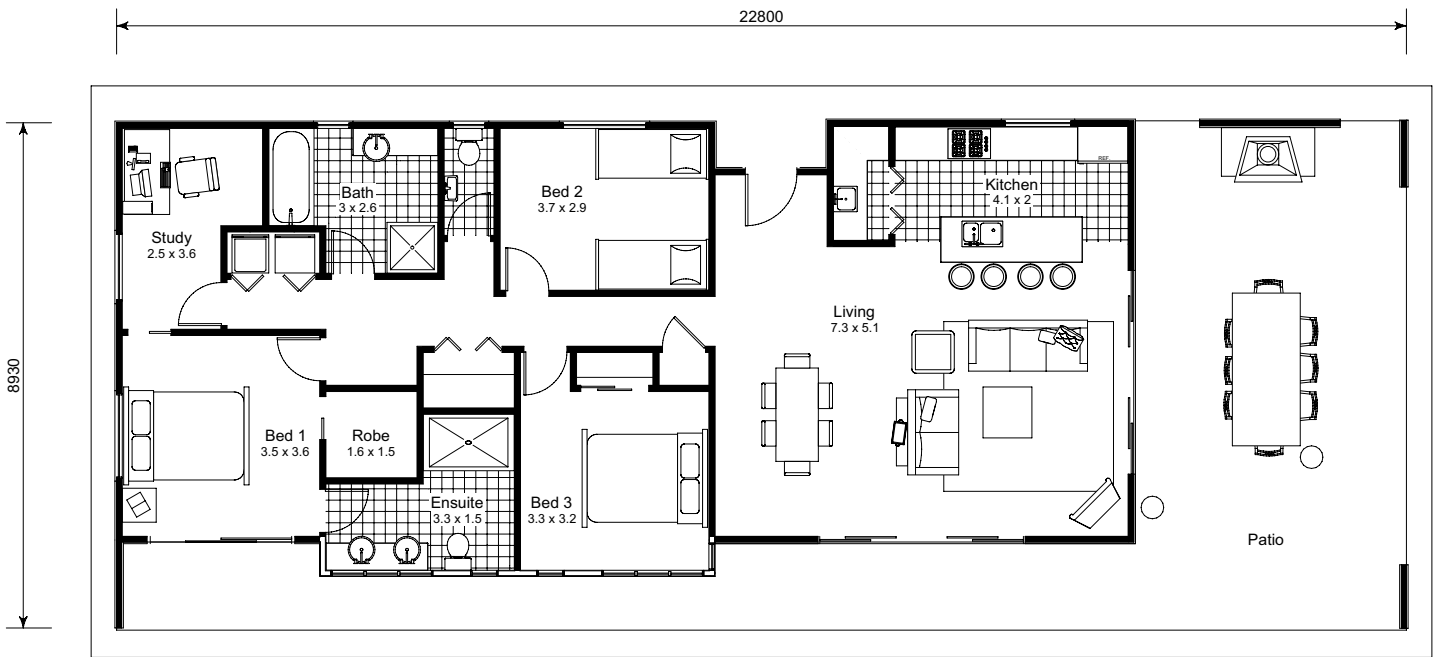 22800
8930
Study
2.5 x 3.6
Bath
3 x 2.6
Bed 2
3.7 x 2.9
REF.
Kitchen
4.1 x 2
Living
7.3 x 5.1
Bed 1
3.5 x 3.6
Robe
1.6 x 1.5
Ensuite
3.3 x 1.5
Bed 3
3.3 x 3.2
Patio